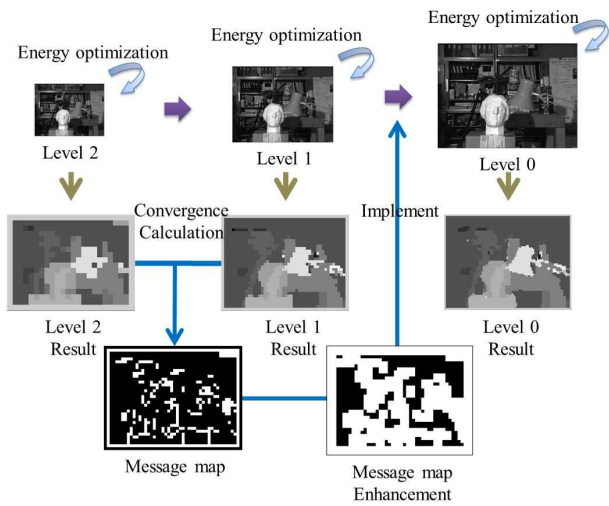 Energy optimization
Energy optimization
Energy optimization
Level 2
Level 1
Level 0
Convergence
Calculation
Implement
Level 2
Result
Level 1
Result
Level 0
Result
Message map
Message map
Enhancement